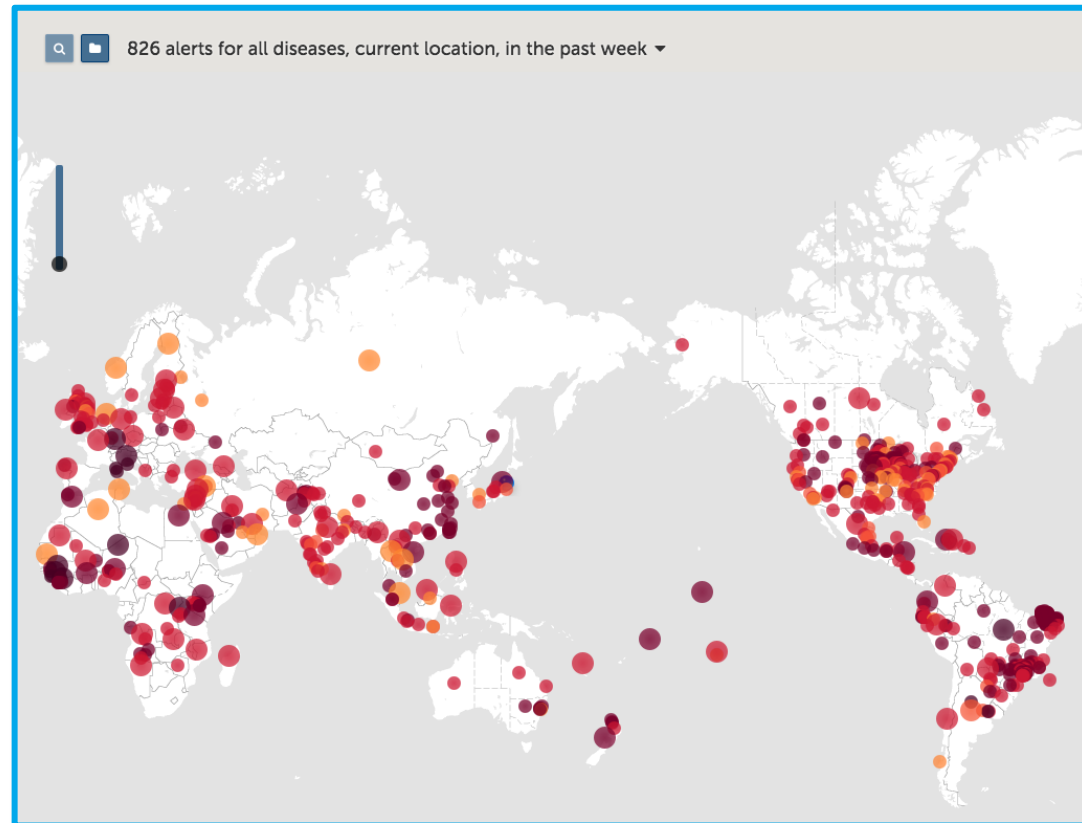 826 alerts for all diseases, current location, in the past week